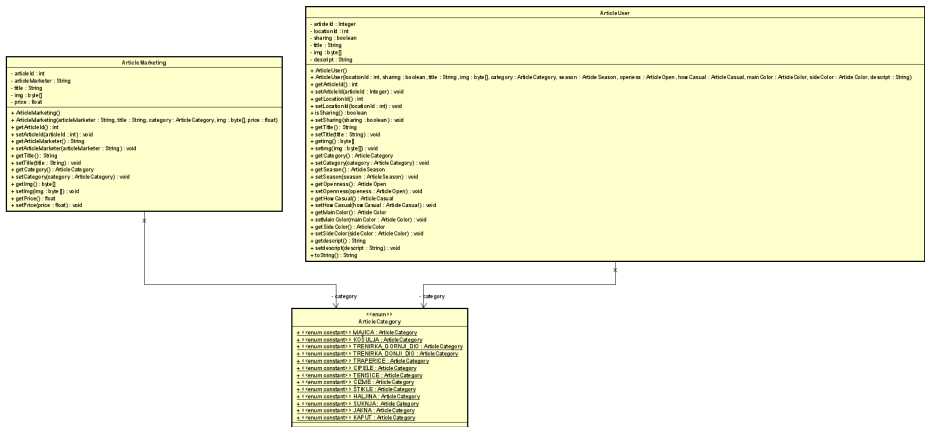 ArticleMarketing
- articleId : int
- articleMarketer : String
- title : String
- img : byte[]
- price : float
+ ArticleMarketing()
+ ArticleMarketing(articleMarketer : String, title : String, category : ArticleCategory, img : byte[], price : float)
+ getArticleId() : int
+ setArticleId(articleId : int) : void
+ getArticleMarketer() : String
+ setArticleMarketer(articleMarketer : String) : void
+ getTitle() : String
+ setTitle(title : String) : void
+ getCategory() : ArticleCategory
+ setCategory(category : ArticleCategory) : void
+ getImg() : byte[]
+ setImg(img : byte[]) : void
+ getPrice() : float
+ setPrice(price : float) : void
ArticleUser
- articleId : Integer
- locationId : int
- sharing : boolean
- title : String
- img : byte[]
- descript : String
+ ArticleUser()
+ ArticleUser(locationId : int, sharing : boolean, title : String, img : byte[], category : ArticleCategory, season : ArticleSeason, openess : ArticleOpen, howCasual : ArticleCasual, mainColor : ArticleColor, sideColor : ArticleColor, descript : String)
+ getArticleId() : int
+ setArticleId(articleId : Integer) : void
+ getLocationId() : int
+ setLocationId(locationId : int) : void
+ isSharing() : boolean
+ setSharing(sharing : boolean) : void
+ getTitle() : String
+ setTitle(title : String) : void
+ getImg() : byte[]
+ setImg(img : byte[]) : void
+ getCategory() : ArticleCategory
+ setCategory(category : ArticleCategory) : void
+ getSeason() : ArticleSeason
+ setSeason(season : ArticleSeason) : void
+ getOpenness() : ArticleOpen
+ setOpenness(openess : ArticleOpen) : void
+ getHowCasual() : ArticleCasual
+ setHowCasual(howCasual : ArticleCasual) : void
+ getMainColor() : ArticleColor
+ setMainColor(mainColor : ArticleColor) : void
+ getSideColor() : ArticleColor
+ setSideColor(sideColor : ArticleColor) : void
+ getdescript() : String
+ setdescript(descript : String) : void
+ toString() : String
- category
- category
<<enum>>
ArticleCategory
+ <<enum constant>> MAJICA : ArticleCategory
+ <<enum constant>> KOŠULJA : ArticleCategory
+ <<enum constant>> TRENIRKA_GORNJI_DIO : ArticleCategory
+ <<enum constant>> TRENIRKA_DONJI_DIO : ArticleCategory
+ <<enum constant>> TRAPERICE : ArticleCategory
+ <<enum constant>> CIPELE : ArticleCategory
+ <<enum constant>> TENISICE : ArticleCategory
+ <<enum constant>> ČIZME : ArticleCategory
+ <<enum constant>> ŠTIKLE : ArticleCategory
+ <<enum constant>> HALJINA : ArticleCategory
+ <<enum constant>> SUKNJA : ArticleCategory
+ <<enum constant>> JAKNA : ArticleCategory
+ <<enum constant>> KAPUT : ArticleCategory